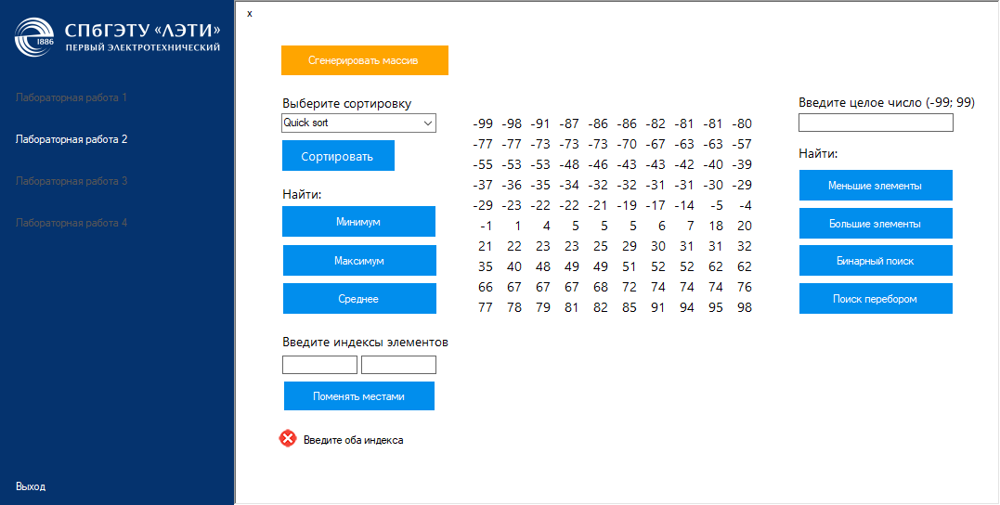 СПбГЭТУ «ЛЭТИ»
ПЕРВЫЙ ЭЛЕКТРОТЕХНИЧЕСКИЙ
1886
Лабораторная работа 1
Лабораторная работа 2
Лабораторная работа 3
Лабораторная работа 4
Выход
x
Сгенерировать массив
Выберите сортировку
Quick sort
Сортировать
Найти:
Минимум
Максимум
Среднее
Введите индексы элементов
Поменять местами
Введите оба индекса
-99 -98 -91 -87 -86 -86 -82 -81 -81 -80
-77 -77 -73 -73 -73 -70 -67 -63 -63 -57
-55 -53 -53 -48 -46 -43 -43 -42 -40 -39
-37 -36 -35 -34 -32 -32 -31 -31 -30 -29
-29 -23 -22 -22 -21 -19 -17 -14 -5 -4
-1 1 4 5 5 5 6 7 18 20
21 22 23 23 25 29 30 31 31 32
35 40 48 49 49 51 52 52 62 62
66 67 67 67 68 72 74 74 74 76
77 78 79 81 82 85 91 94 95 98
Введите целое число (-99; 99)
Найти:
Меньшие элементы
Большие элементы
Бинарный поиск
Поиск перебором